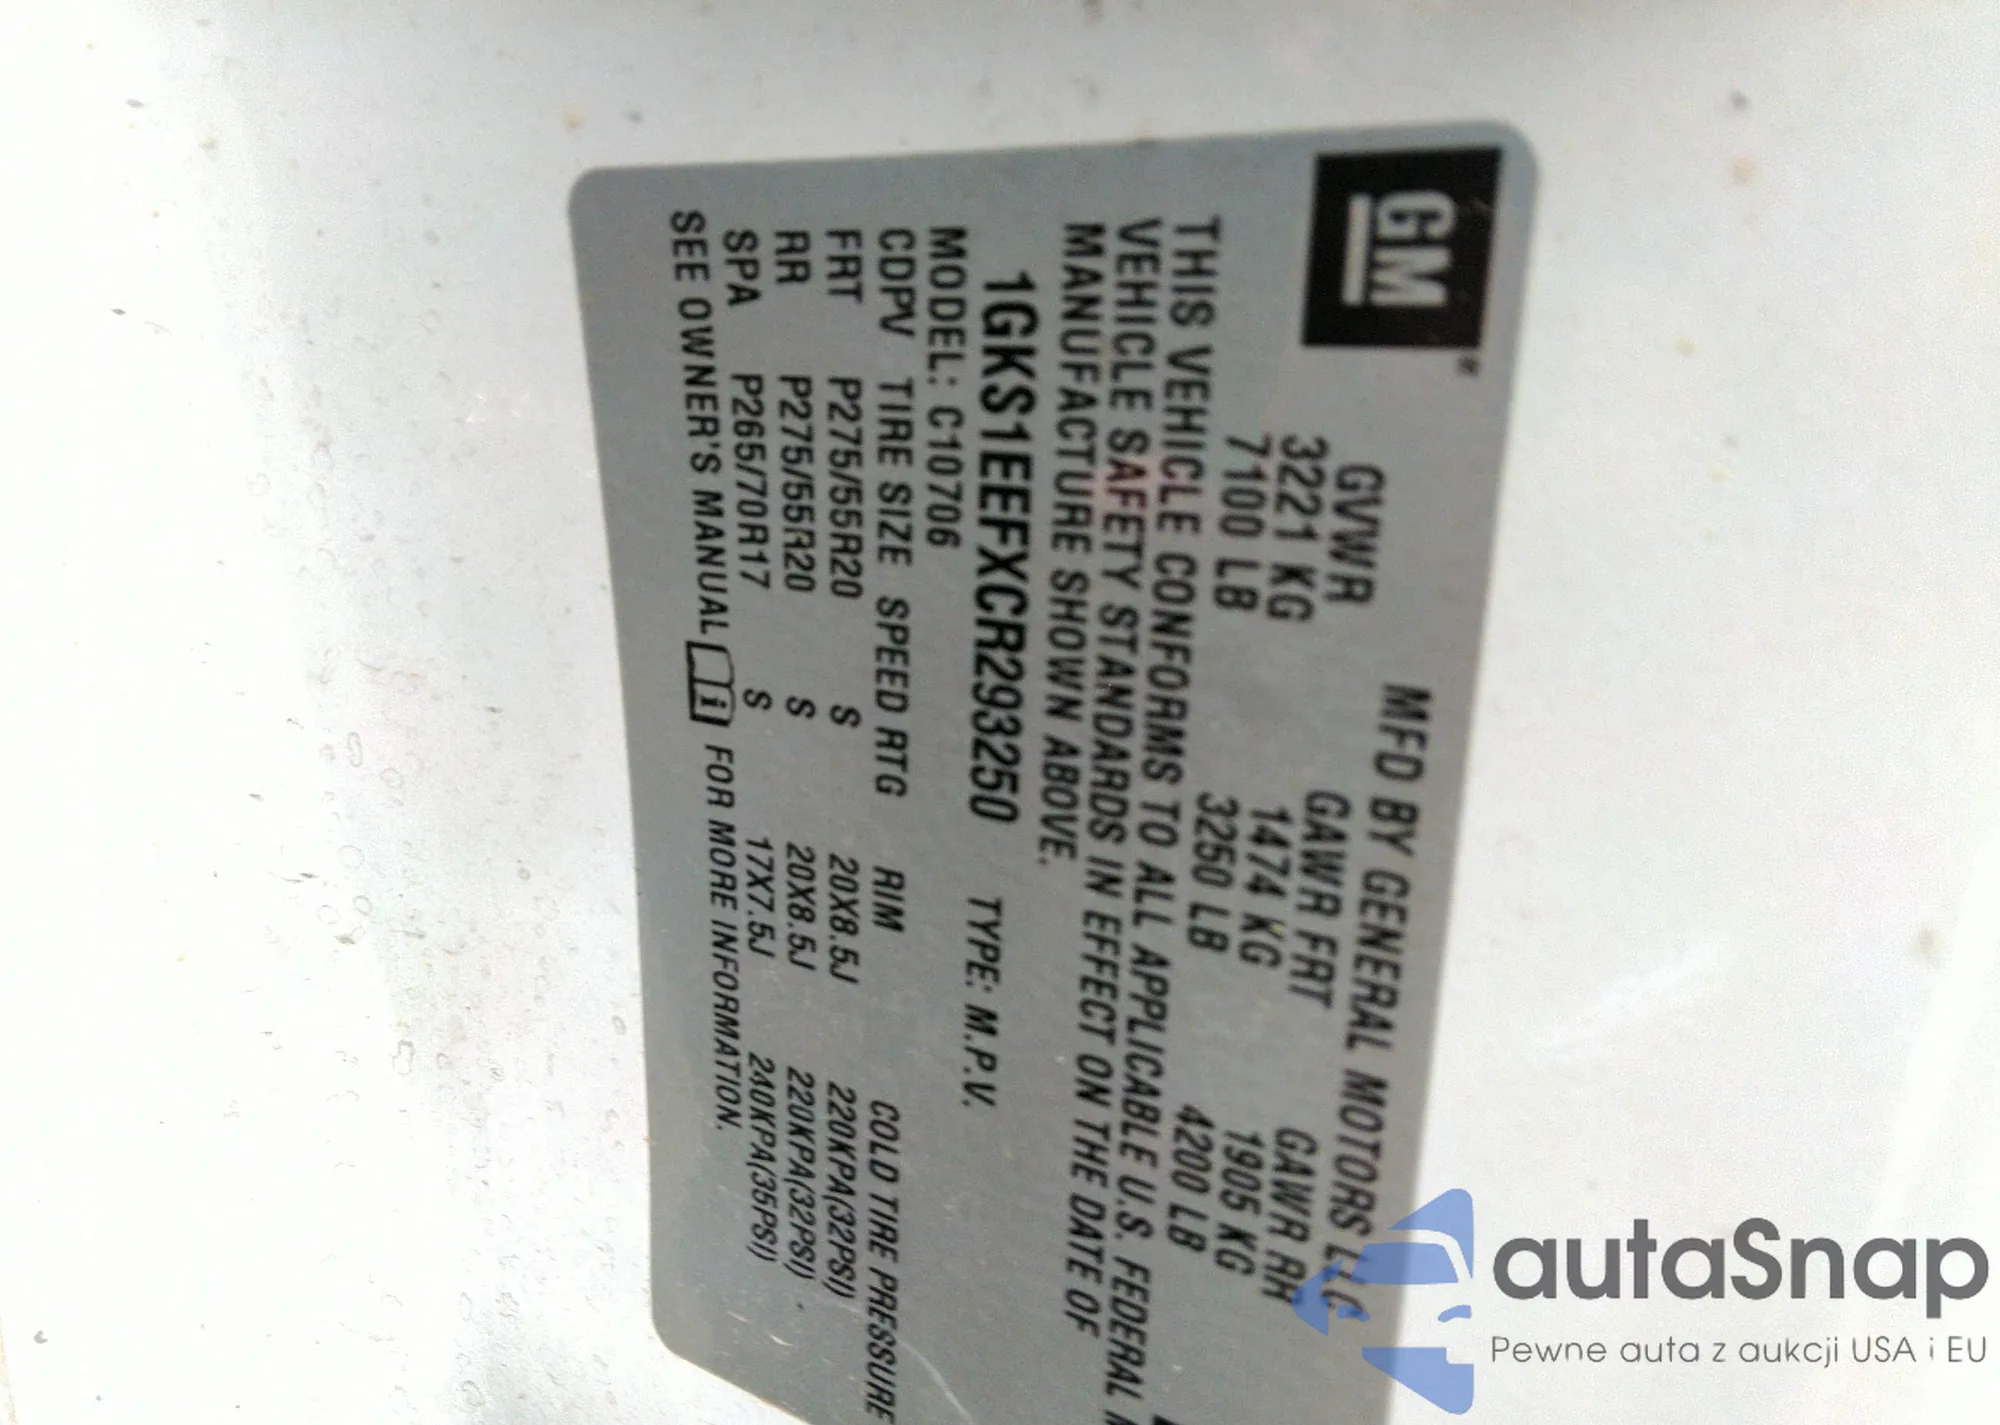 GM
MFD BY GENERAL MOTORS LLC
GVWR GAWR FRT GAWR RR
3221 KG 1474 KG 1905 KG
7100 LB 3250 LB 4200 LB
THIS VEHICLE CONFORMS TO ALL APPLICABLE U.S. FEDERAL
VEHICLE SAFETY STANDARDS IN EFFECT ON THE DATE OF
MANUFACTURE SHOWN ABOVE.
1GKS1EEFXCR293250 TYPE: M.P.V.
MODEL: C10706
CDPV TIRE SIZE SPEED RTG RIM COLD TIRE PRESSURE
FRT P275/55R20 S 20X8.5J 220KPA(32PSI)
RR P275/55R20 S 20X8.5J 220KPA(32PSI)
SPA P265/70R17 S 17X7.5J 240KPA(35PSI)
SEE OWNER'S MANUAL i FOR MORE INFORMATION.
autaSnap
Pewne auta z aukcji USA i EU